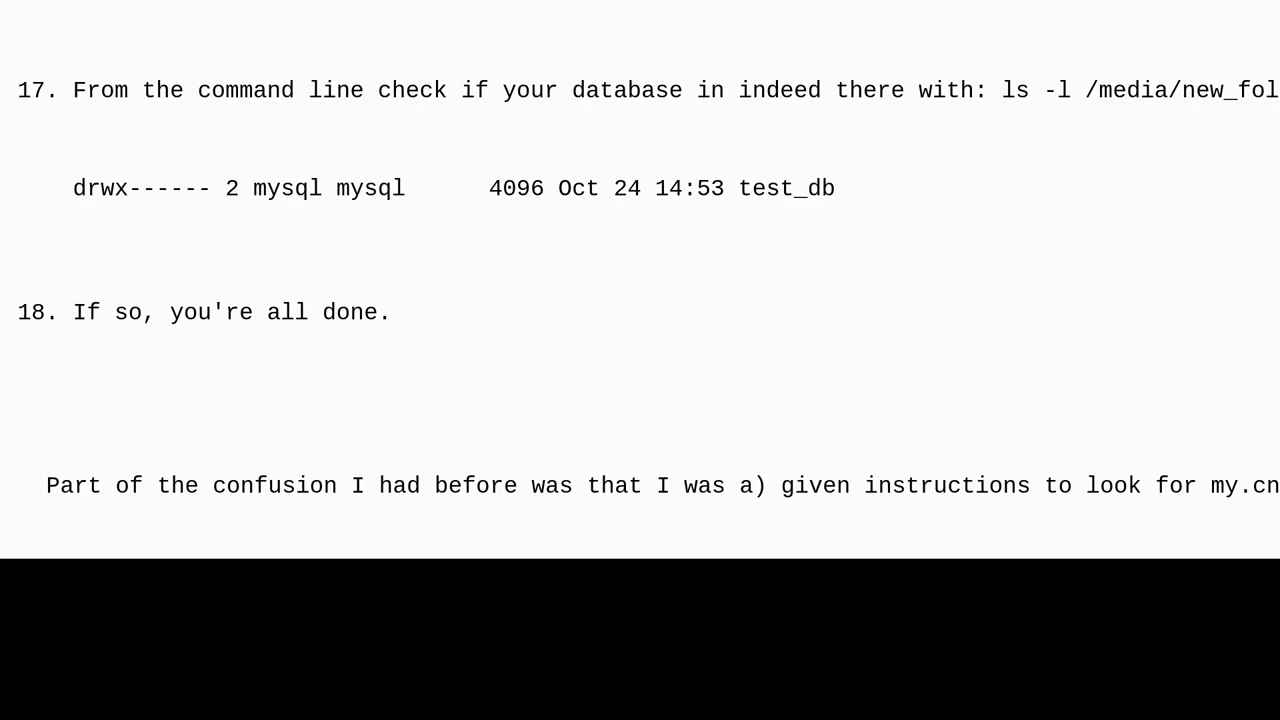 17. From the command line check if your database in indeed there with: ls -l /media/new_fol
drwx------ 2 mysql mysql      4096 Oct 24 14:53 test_db
18. If so, you're all done.
Part of the confusion I had before was that I was a) given instructions to look for my.cn